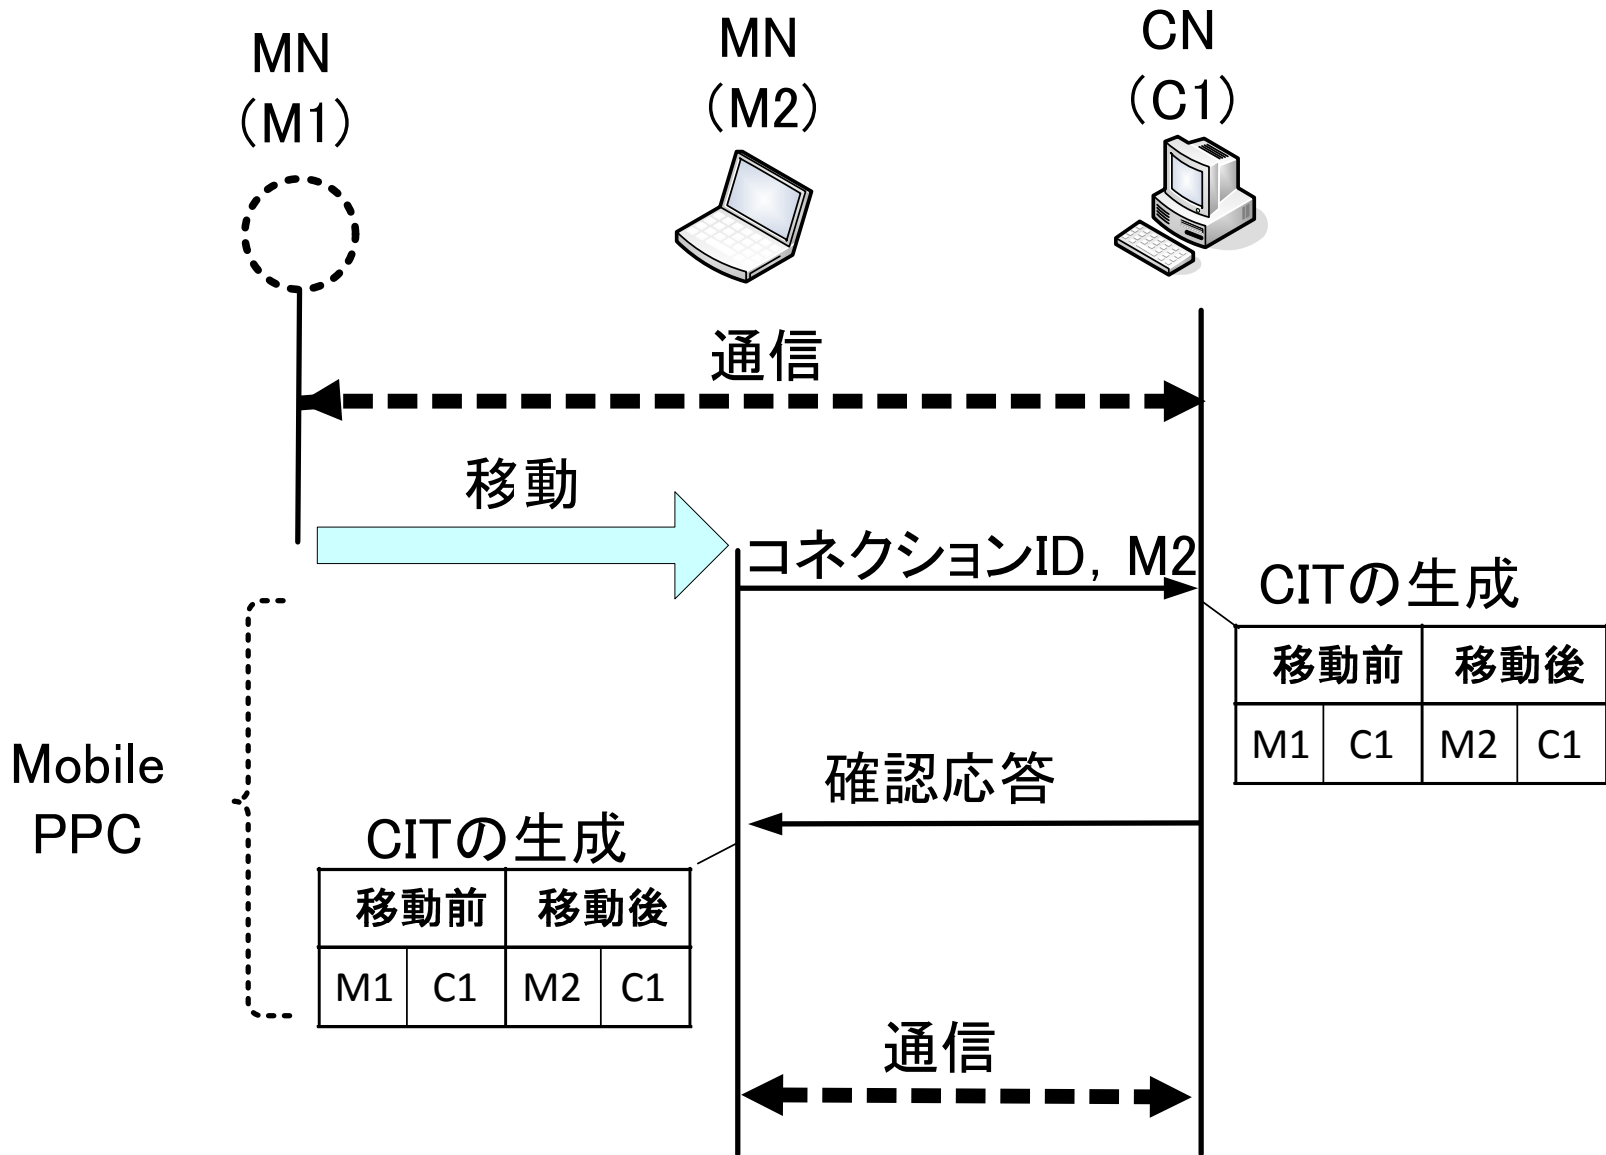 MN
（M1）
MN
（M2）
CN
（C1）
通信
移動
コネクションID，M2
CITの生成
移動前 移動後
M1 C1 M2 C1
確認応答
Mobile
PPC
CITの生成
移動前 移動後
M1 C1 M2 C1
通信